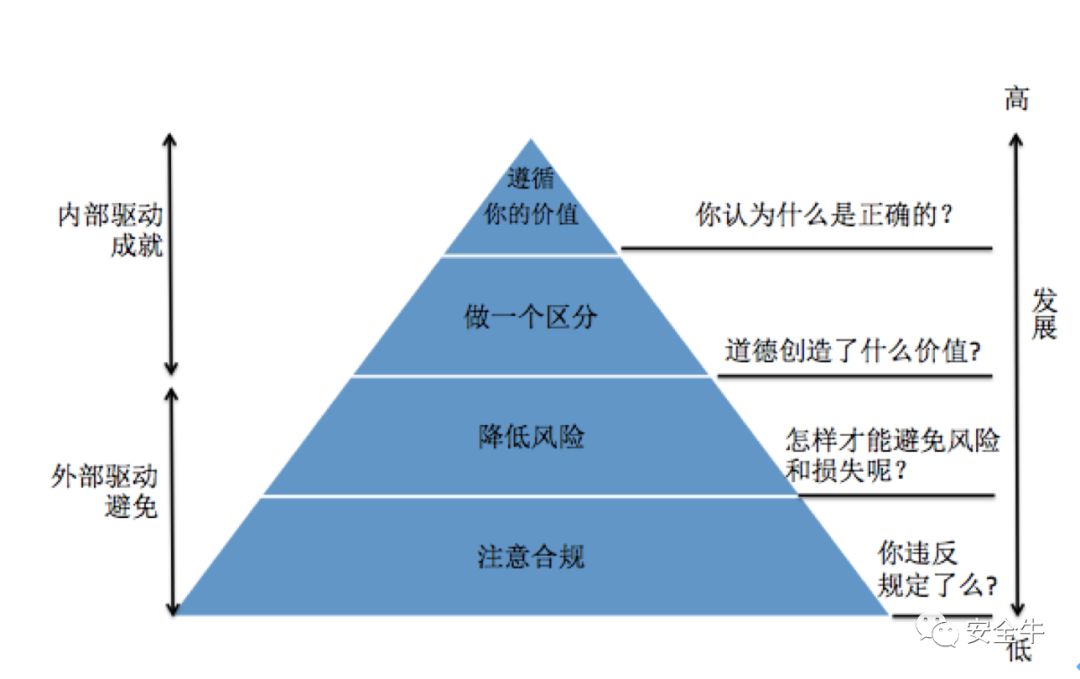 高
遵循
你的价值
内部驱动
成就
你认为什么是正确的？
做一个区分
发
展
道德创造了什么价值?
降低风险
怎样才能避免风险
和损失呢？
外部驱动
避免
注意合规
你违反
规定了么?
安全牛
低